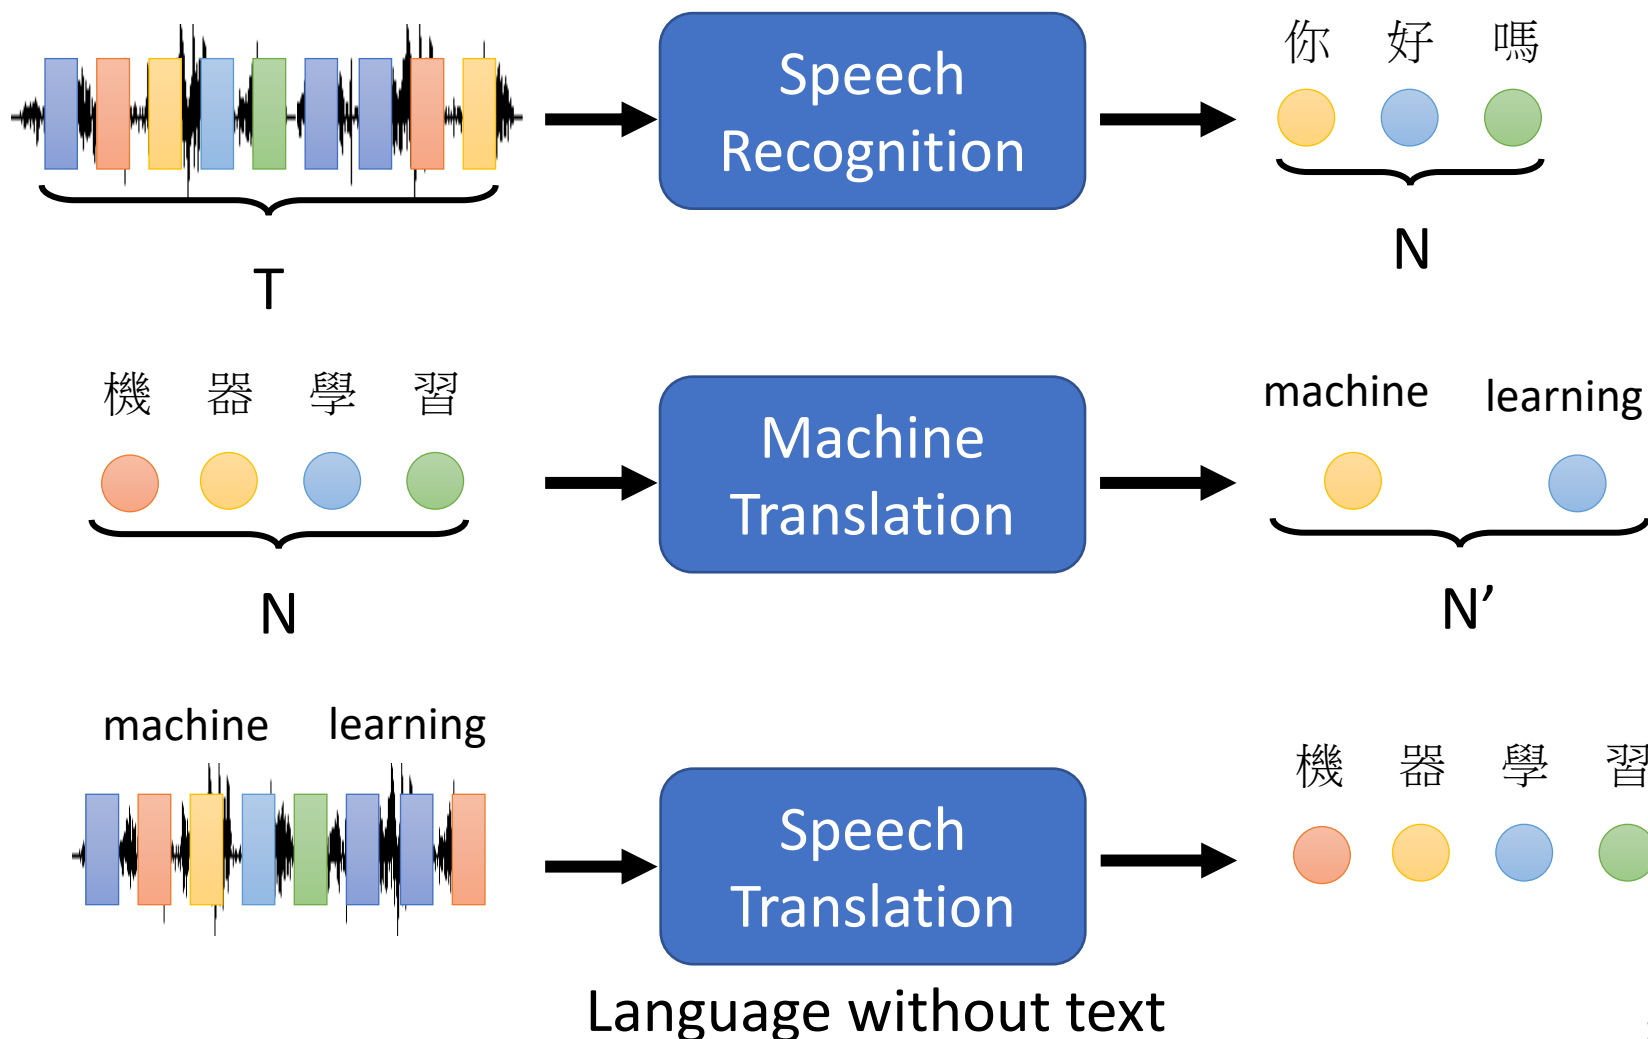 你 好 嗎
Speech
Recognition
N
T
機 器 學 習
machine learning
Machine
Translation
N
N’
machine learning
機 器 學 習
Speech
Translation
Language without text